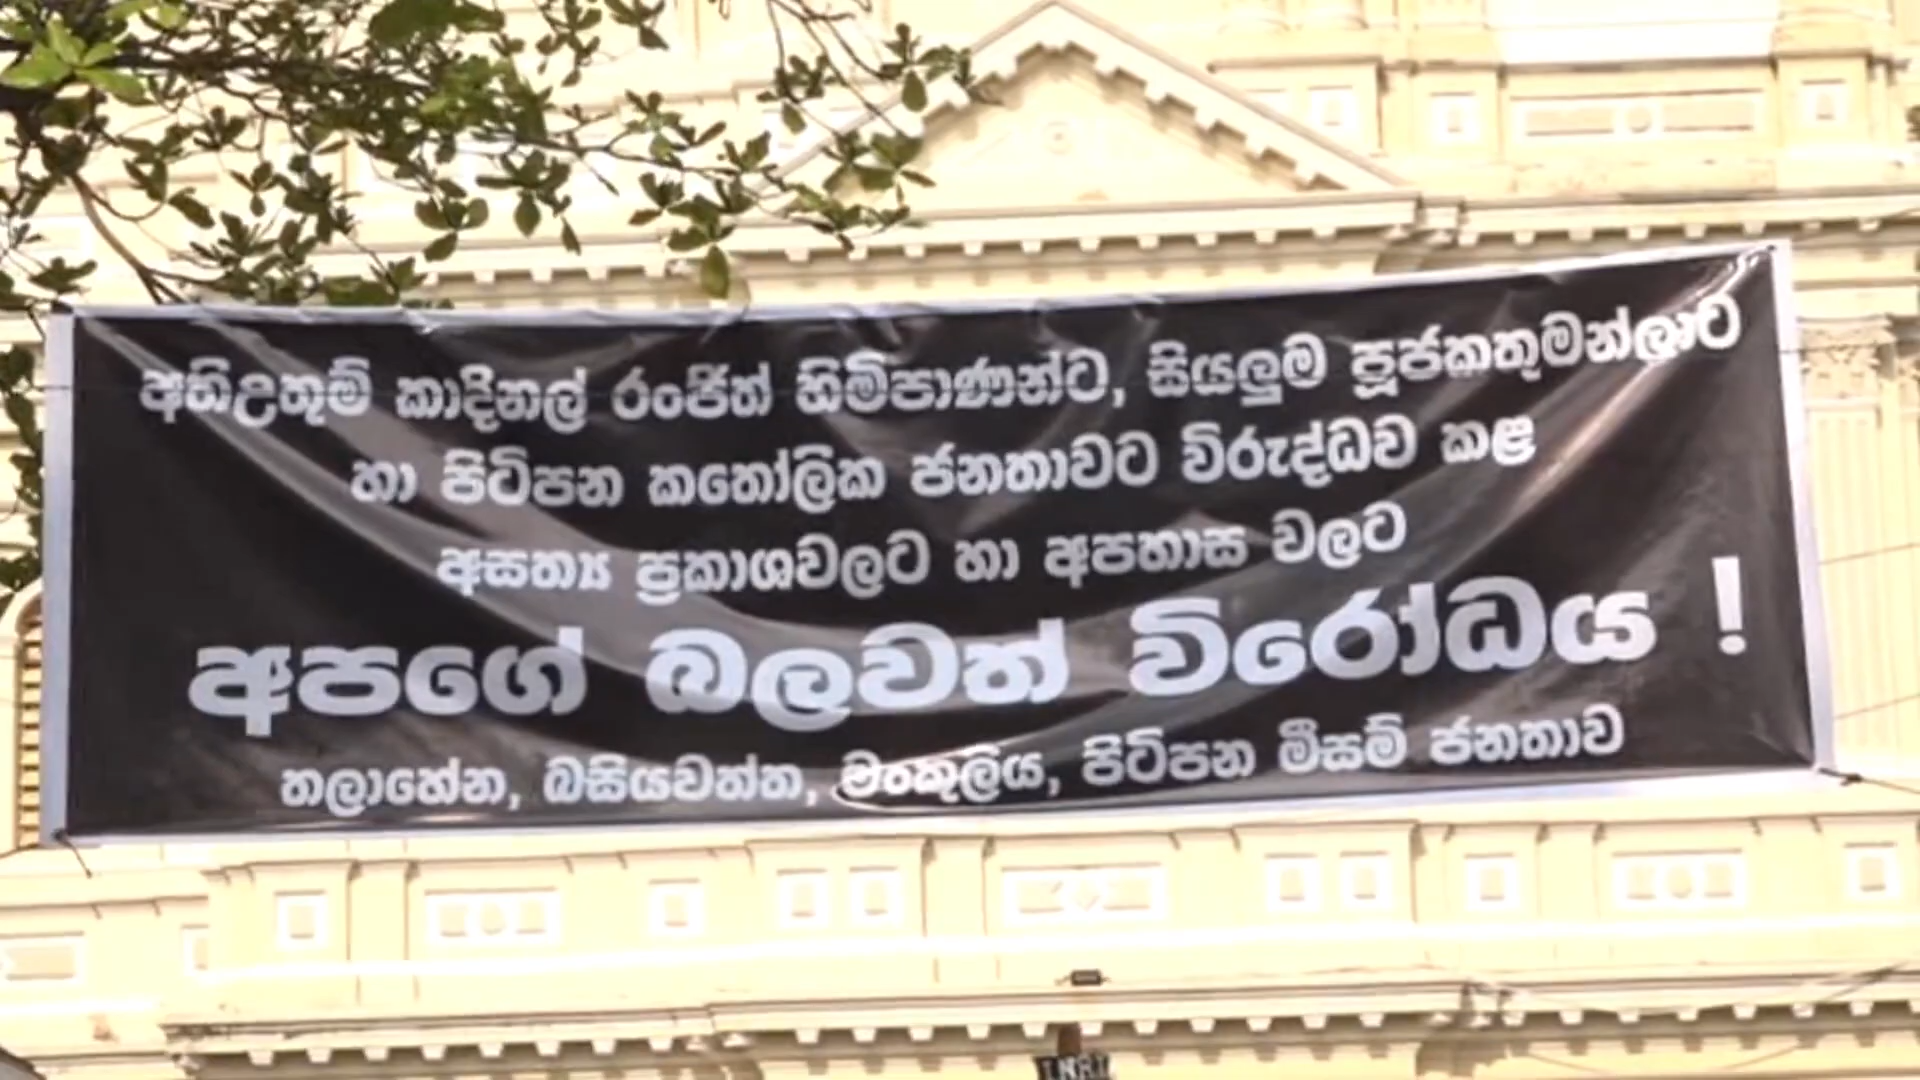 අතිඋතුම් කාදිනල් රංජිත් හිමිපාණන්ට, සියලුම පූජකතුමන්ලාට
හා පිටිපන කතෝලික ජනතාවට විරුද්ධව කළ
අසත්‍ය ප්‍රකාශවලට හා අපහාස වලට
අපගේ බලවත් විරෝධය !
තලාහේන, බසියවත්ත, මංකුලිය, පිටිපන මීසම් ජනතාව
I.N.R.I